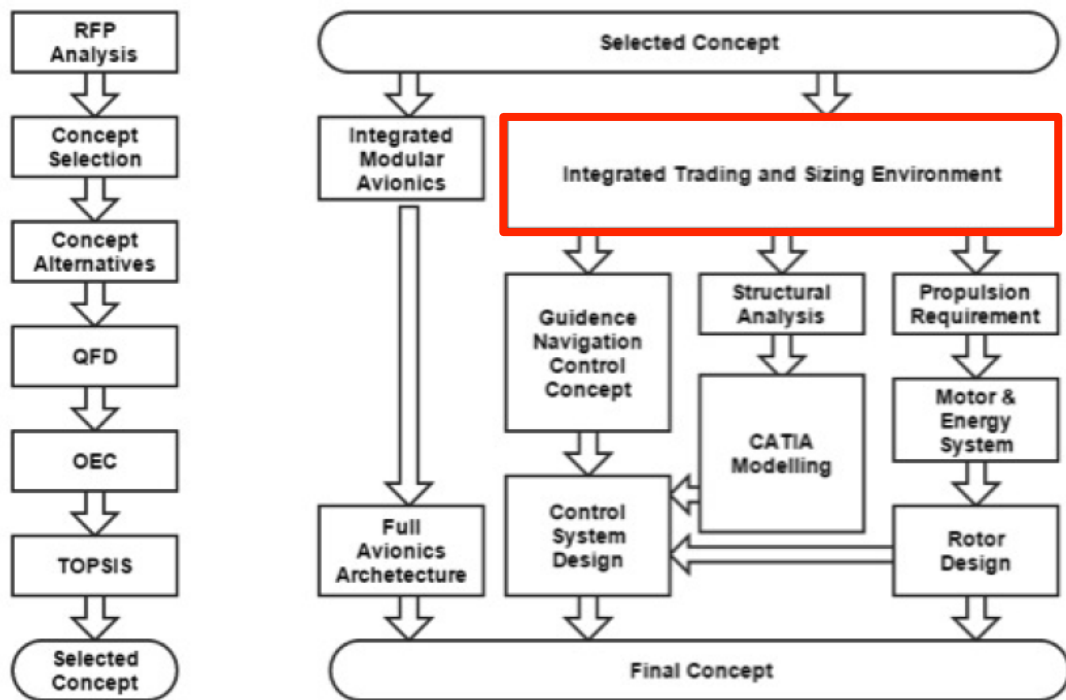 RFP
Analysis
Concept
Selection
Concept
Alternatives
QFD
OEC
TOPSIS
Selected
Concept
Selected Concept
Integrated
Modular
Avionics
Integrated Trading and Sizing Environment
Guidence
Navigation
Control
Concept
Structural
Analysis
Propulsion
Requirement
CATIA
Modelling
Motor &
Energy
System
Full
Avionics
Archetecture
Control
System
Design
Rotor
Design
Final Concept